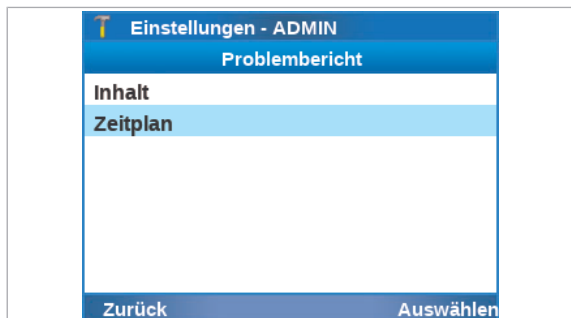 Einstellungen - ADMIN
Problembericht
Inhalt
Zeitplan
Zurück Auswählen